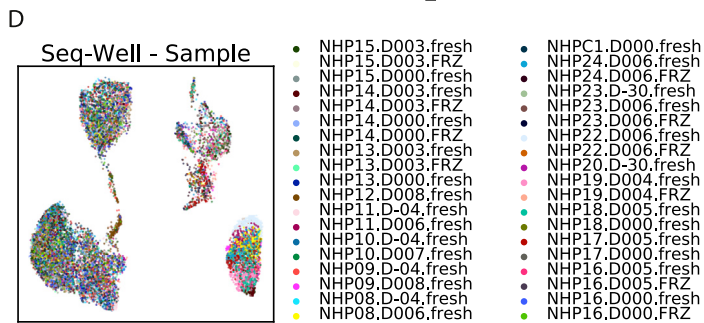 D
Seq-Well - Sample
NHP15.D003.fresh
NHP15.D003.FRZ
NHP15.D000.fresh
NHP14.D003.fresh
NHP14.D003.FRZ
NHP14.D000.fresh
NHP14.D000.FRZ
NHP13.D003.fresh
NHP13.D003.FRZ
NHP13.D000.fresh
NHP12.D008.fresh
NHP11.D-04.fresh
NHP11.D006.fresh
NHP10.D-04.fresh
NHP10.D007.fresh
NHP09.D-04.fresh
NHP09.D008.fresh
NHP08.D-04.fresh
NHP08.D006.fresh
NHPC1.D000.fresh
NHP24.D006.fresh
NHP24.D006.FRZ
NHP23.D-30.fresh
NHP23.D006.fresh
NHP23.D006.FRZ
NHP22.D006.fresh
NHP22.D006.FRZ
NHP20.D-30.fresh
NHP19.D004.fresh
NHP19.D004.FRZ
NHP18.D005.fresh
NHP18.D000.fresh
NHP17.D005.fresh
NHP17.D000.fresh
NHP16.D005.fresh
NHP16.D005.FRZ
NHP16.D000.fresh
NHP16.D000.FRZ